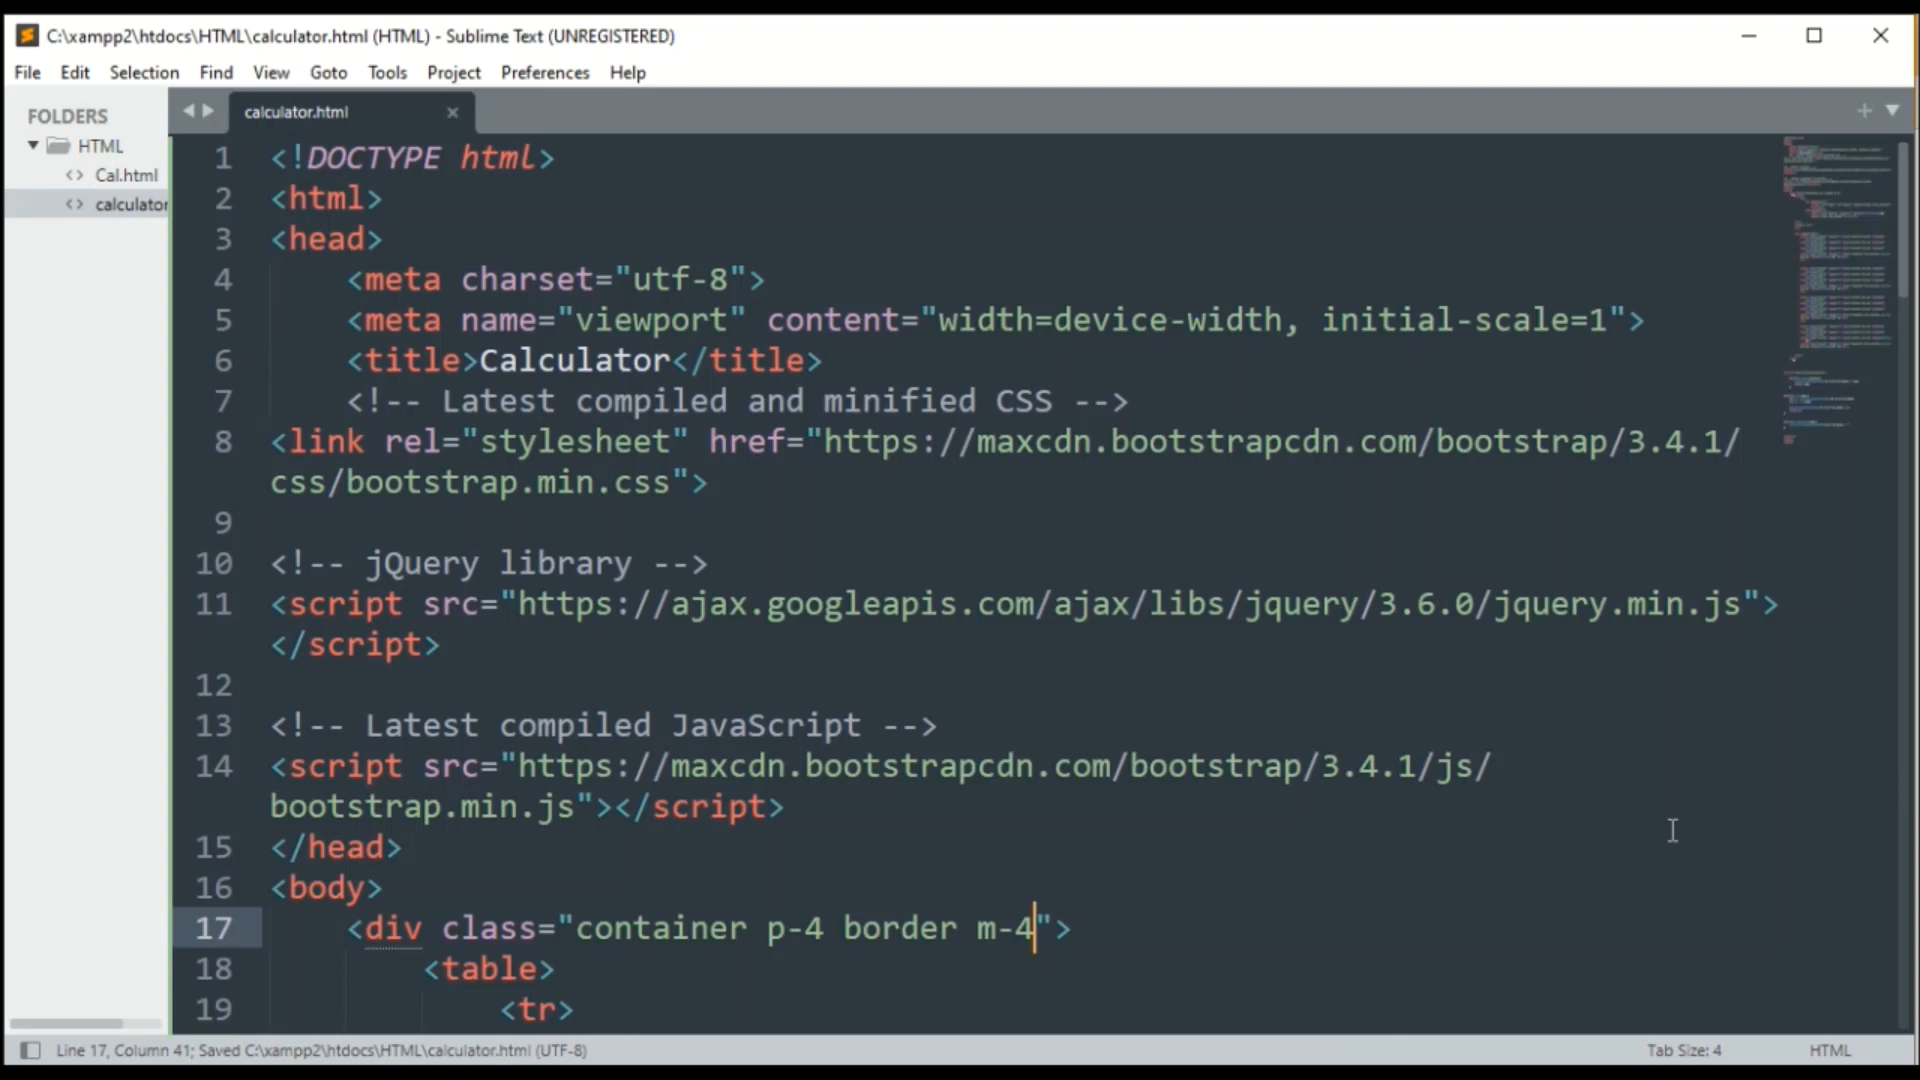 C:\xampp2\htdocs\HTML\calculator.html (HTML) - Sublime Text (UNREGISTERED)
File Edit Selection Find View Goto Tools Project Preferences Help
FOLDERS
HTML
Cal.html
calculator
calculator.html
1 <!DOCTYPE html>
2 <html>
3 <head>
4 <meta charset="utf-8">
5 <meta name="viewport" content="width=device-width, initial-scale=1">
6 <title>Calculator</title>
7 <!-- Latest compiled and minified CSS -->
8 <link rel="stylesheet" href="https://maxcdn.bootstrapcdn.com/bootstrap/3.4.1/
css/bootstrap.min.css">
9
10 <!-- jQuery library -->
11 <script src="https://ajax.googleapis.com/ajax/libs/jquery/3.6.0/jquery.min.js">
</script>
12
13 <!-- Latest compiled JavaScript -->
14 <script src="https://maxcdn.bootstrapcdn.com/bootstrap/3.4.1/js/
bootstrap.min.js"></script>
15 </head>
16 <body>
17 <div class="container p-4 border m-4">
18 <table>
19 <tr>
Line 17, Column 41; Saved C:\xampp2\htdocs\HTML\calculator.html (UTF-8)
Tab Size: 4
HTML